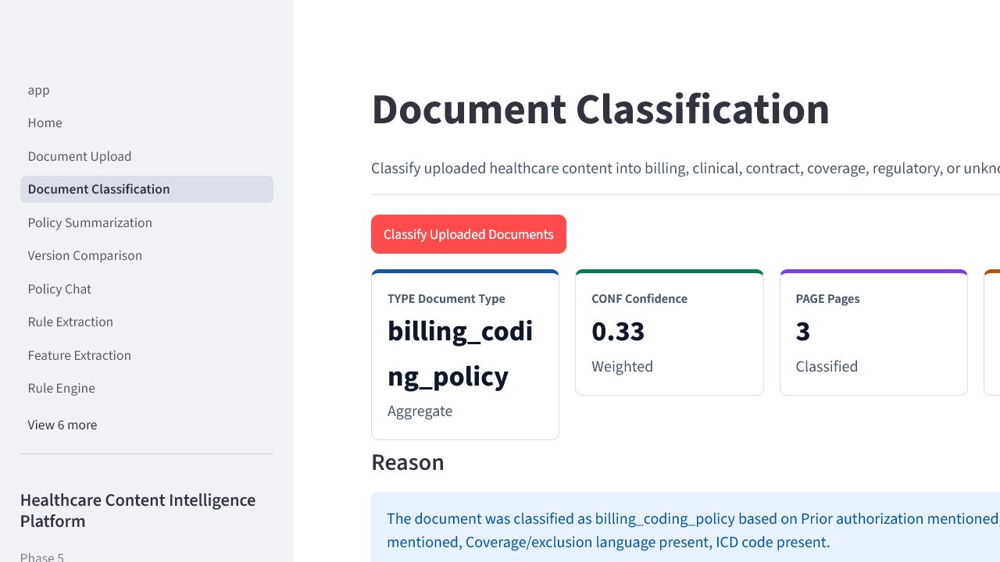 app
Home
Document Upload
Document Classification
Policy Summarization
Version Comparison
Policy Chat
Rule Extraction
Feature Extraction
Rule Engine
View 6 more
Healthcare Content Intelligence
Platform
Phase 5
Document Classification
Classify uploaded healthcare content into billing, clinical, contract, coverage, regulatory, or
Classify Uploaded Documents
TYPE Document Type
billing_codi
ng_policy
Aggregate
CONF Confidence
0.33
Weighted
PAGE Pages
3
Classified
Reason
The document was classified as billing_coding_policy based on Prior authorization mentioned,
mentioned, Coverage/exclusion language present, ICD code present.